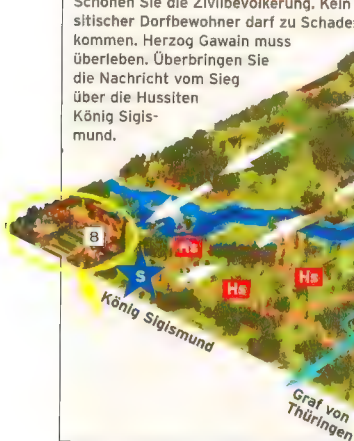 Schonen Sie die Zivilbevölkerung. Kein
sitischer Dorfbewohner darf zu Schade
kommen. Herzog Gawain muss
überleben. Überbringen Sie
die Nachricht vom Sieg
über die Hussiten
König Sigis-
mund.
8
Hs
S
Hs
Hs
König Sigismund
Graf von
Thüringen